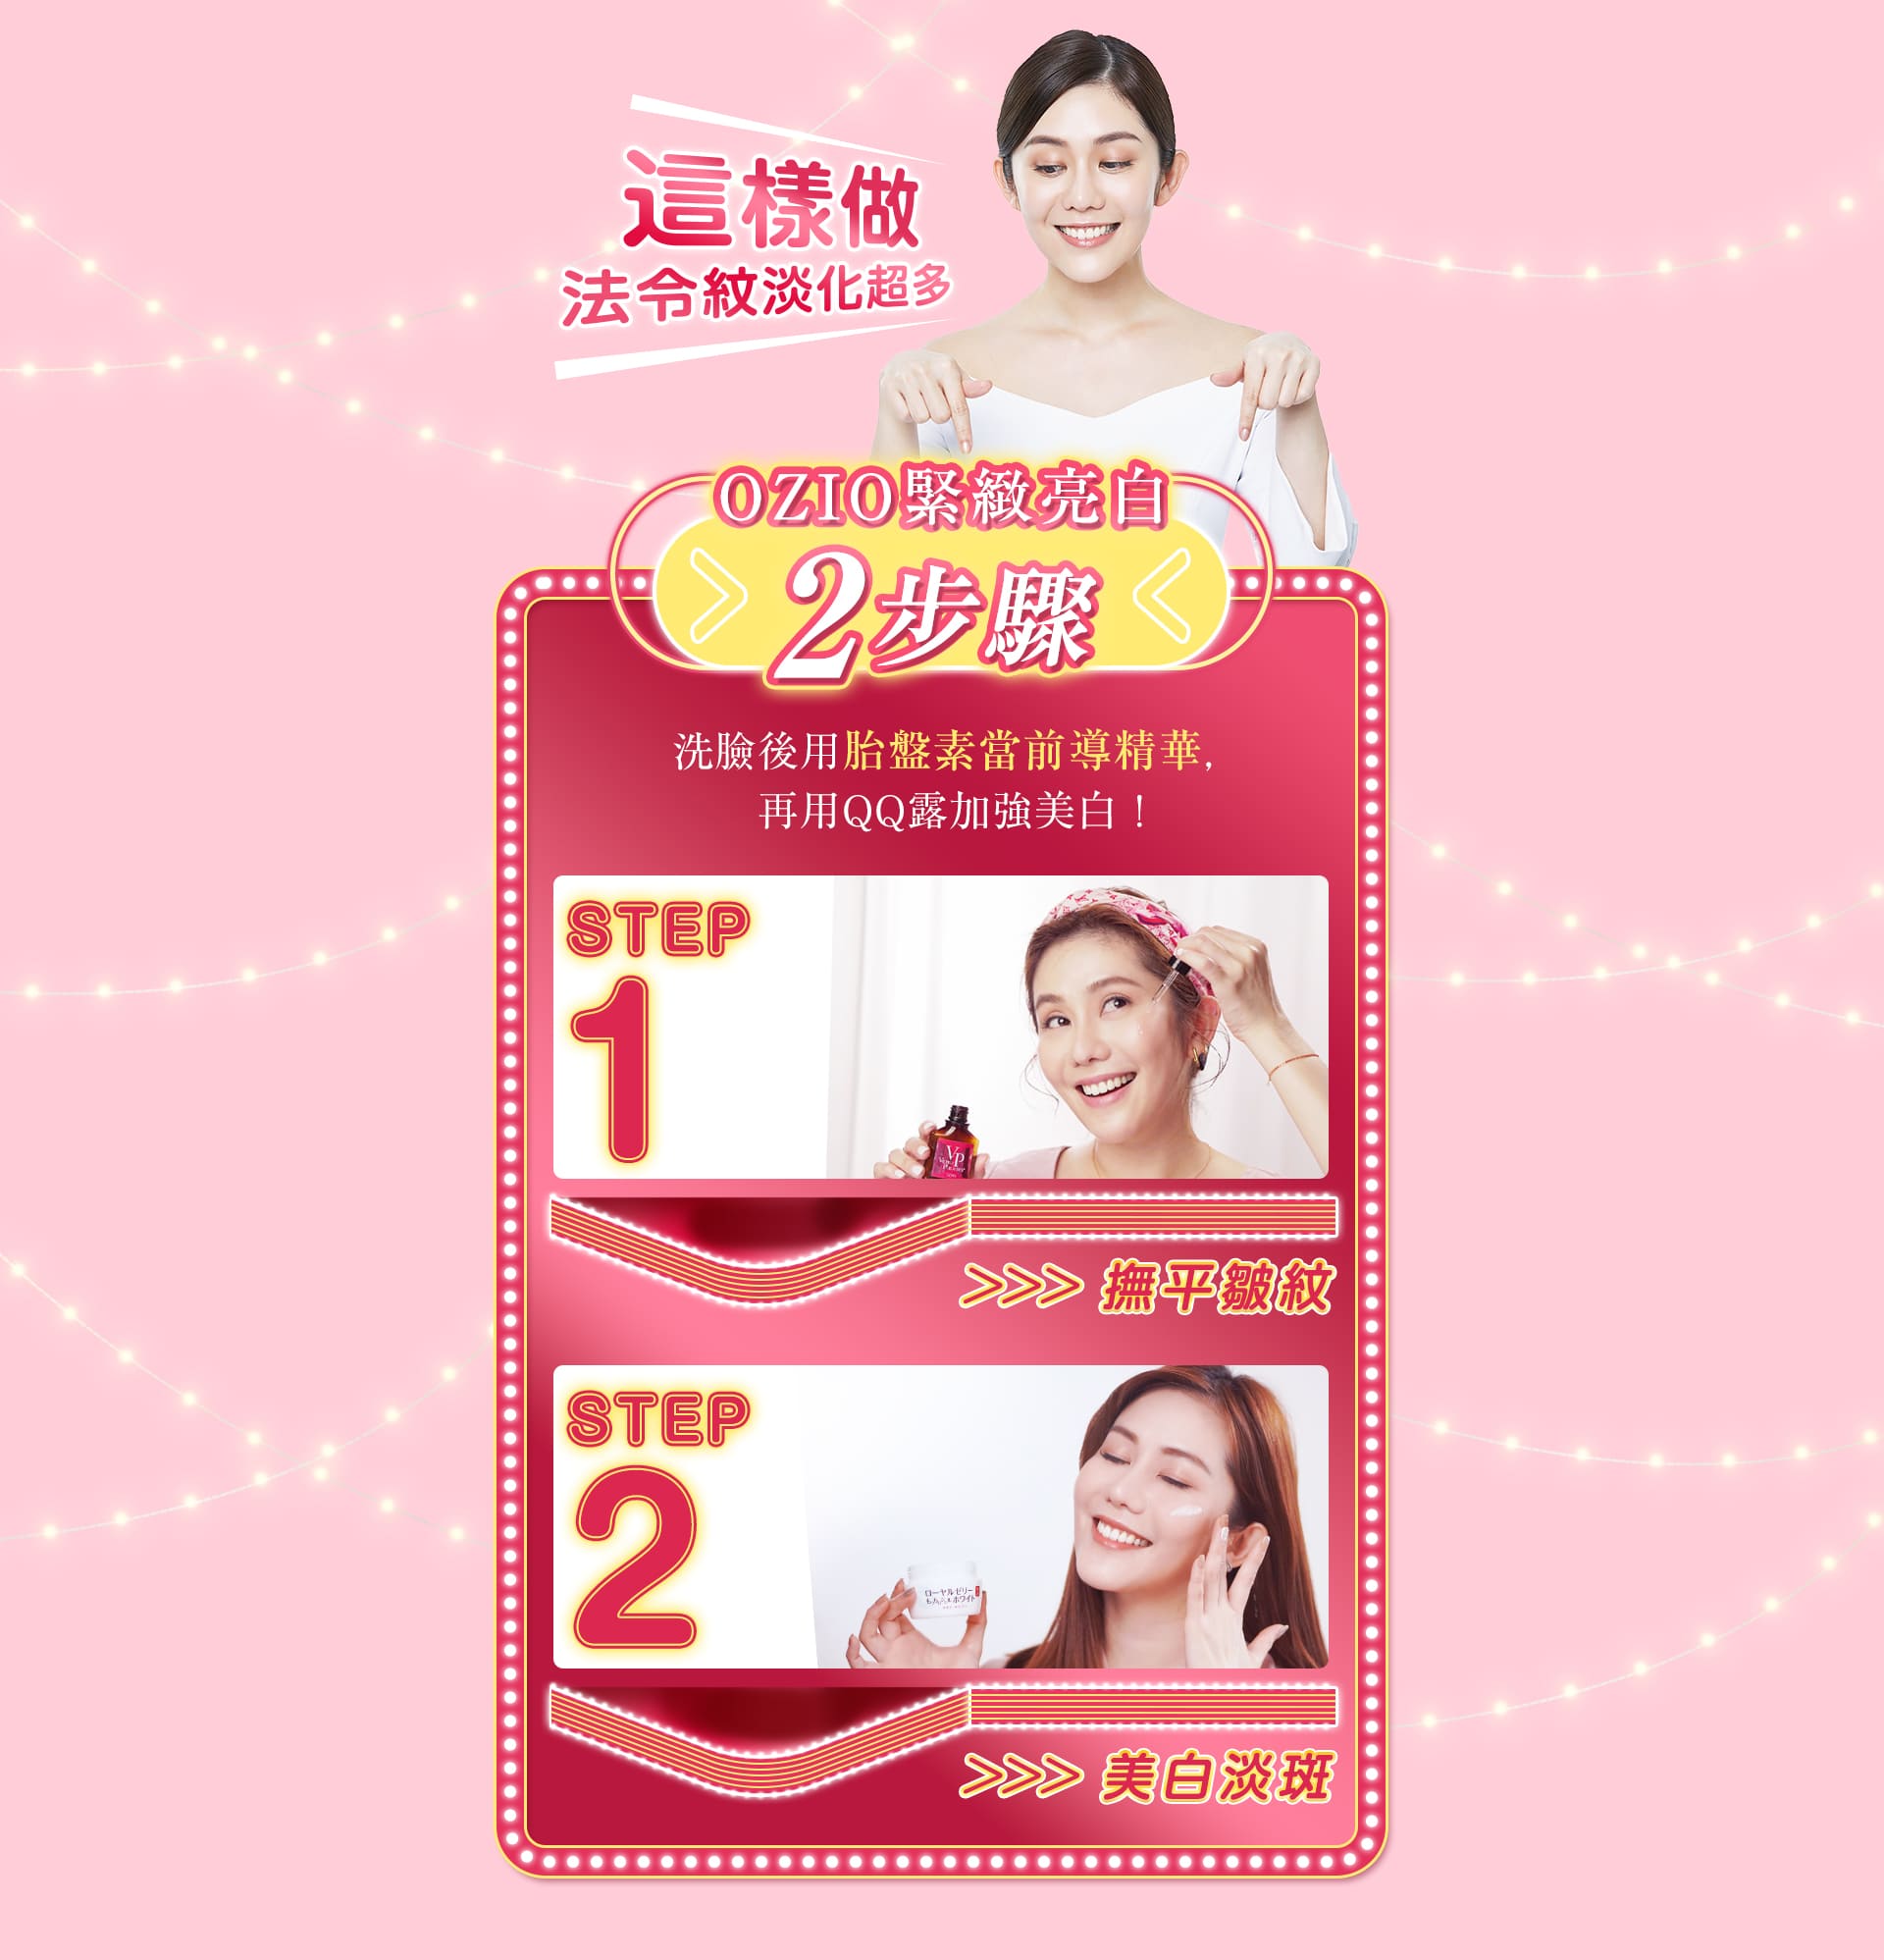 這樣做
法令紋淡化超多
OZIO緊緻亮白
2步驟
洗臉後用胎盤素當前導精華,
再用QQ露加強美白！
STEP
1
VP
>>> 撫平皺紋
STEP
2
ローヤルゼリー
もっちりホワイト
>>> 美白淡斑